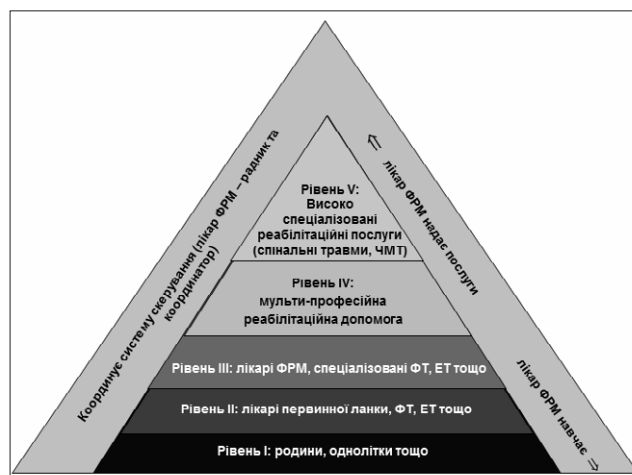 Координує систему скерування (лікар ФРМ – радник та
координатор)
⇐ лікар ФРМ надає послуги
лікар ФРМ навчає ⇒
Рівень V:
Високо
спеціалізовані
реабілітаційні послуги
(спінальні травми, ЧМТ)
Рівень IV:
мульти-професійна
реабілітаційна допомога
Рівень III: лікарі ФРМ, спеціалізовані ФТ, ЕТ тощо
Рівень II: лікарі первинної ланки, ФТ, ЕТ тощо
Рівень I: родини, однолітки тощо